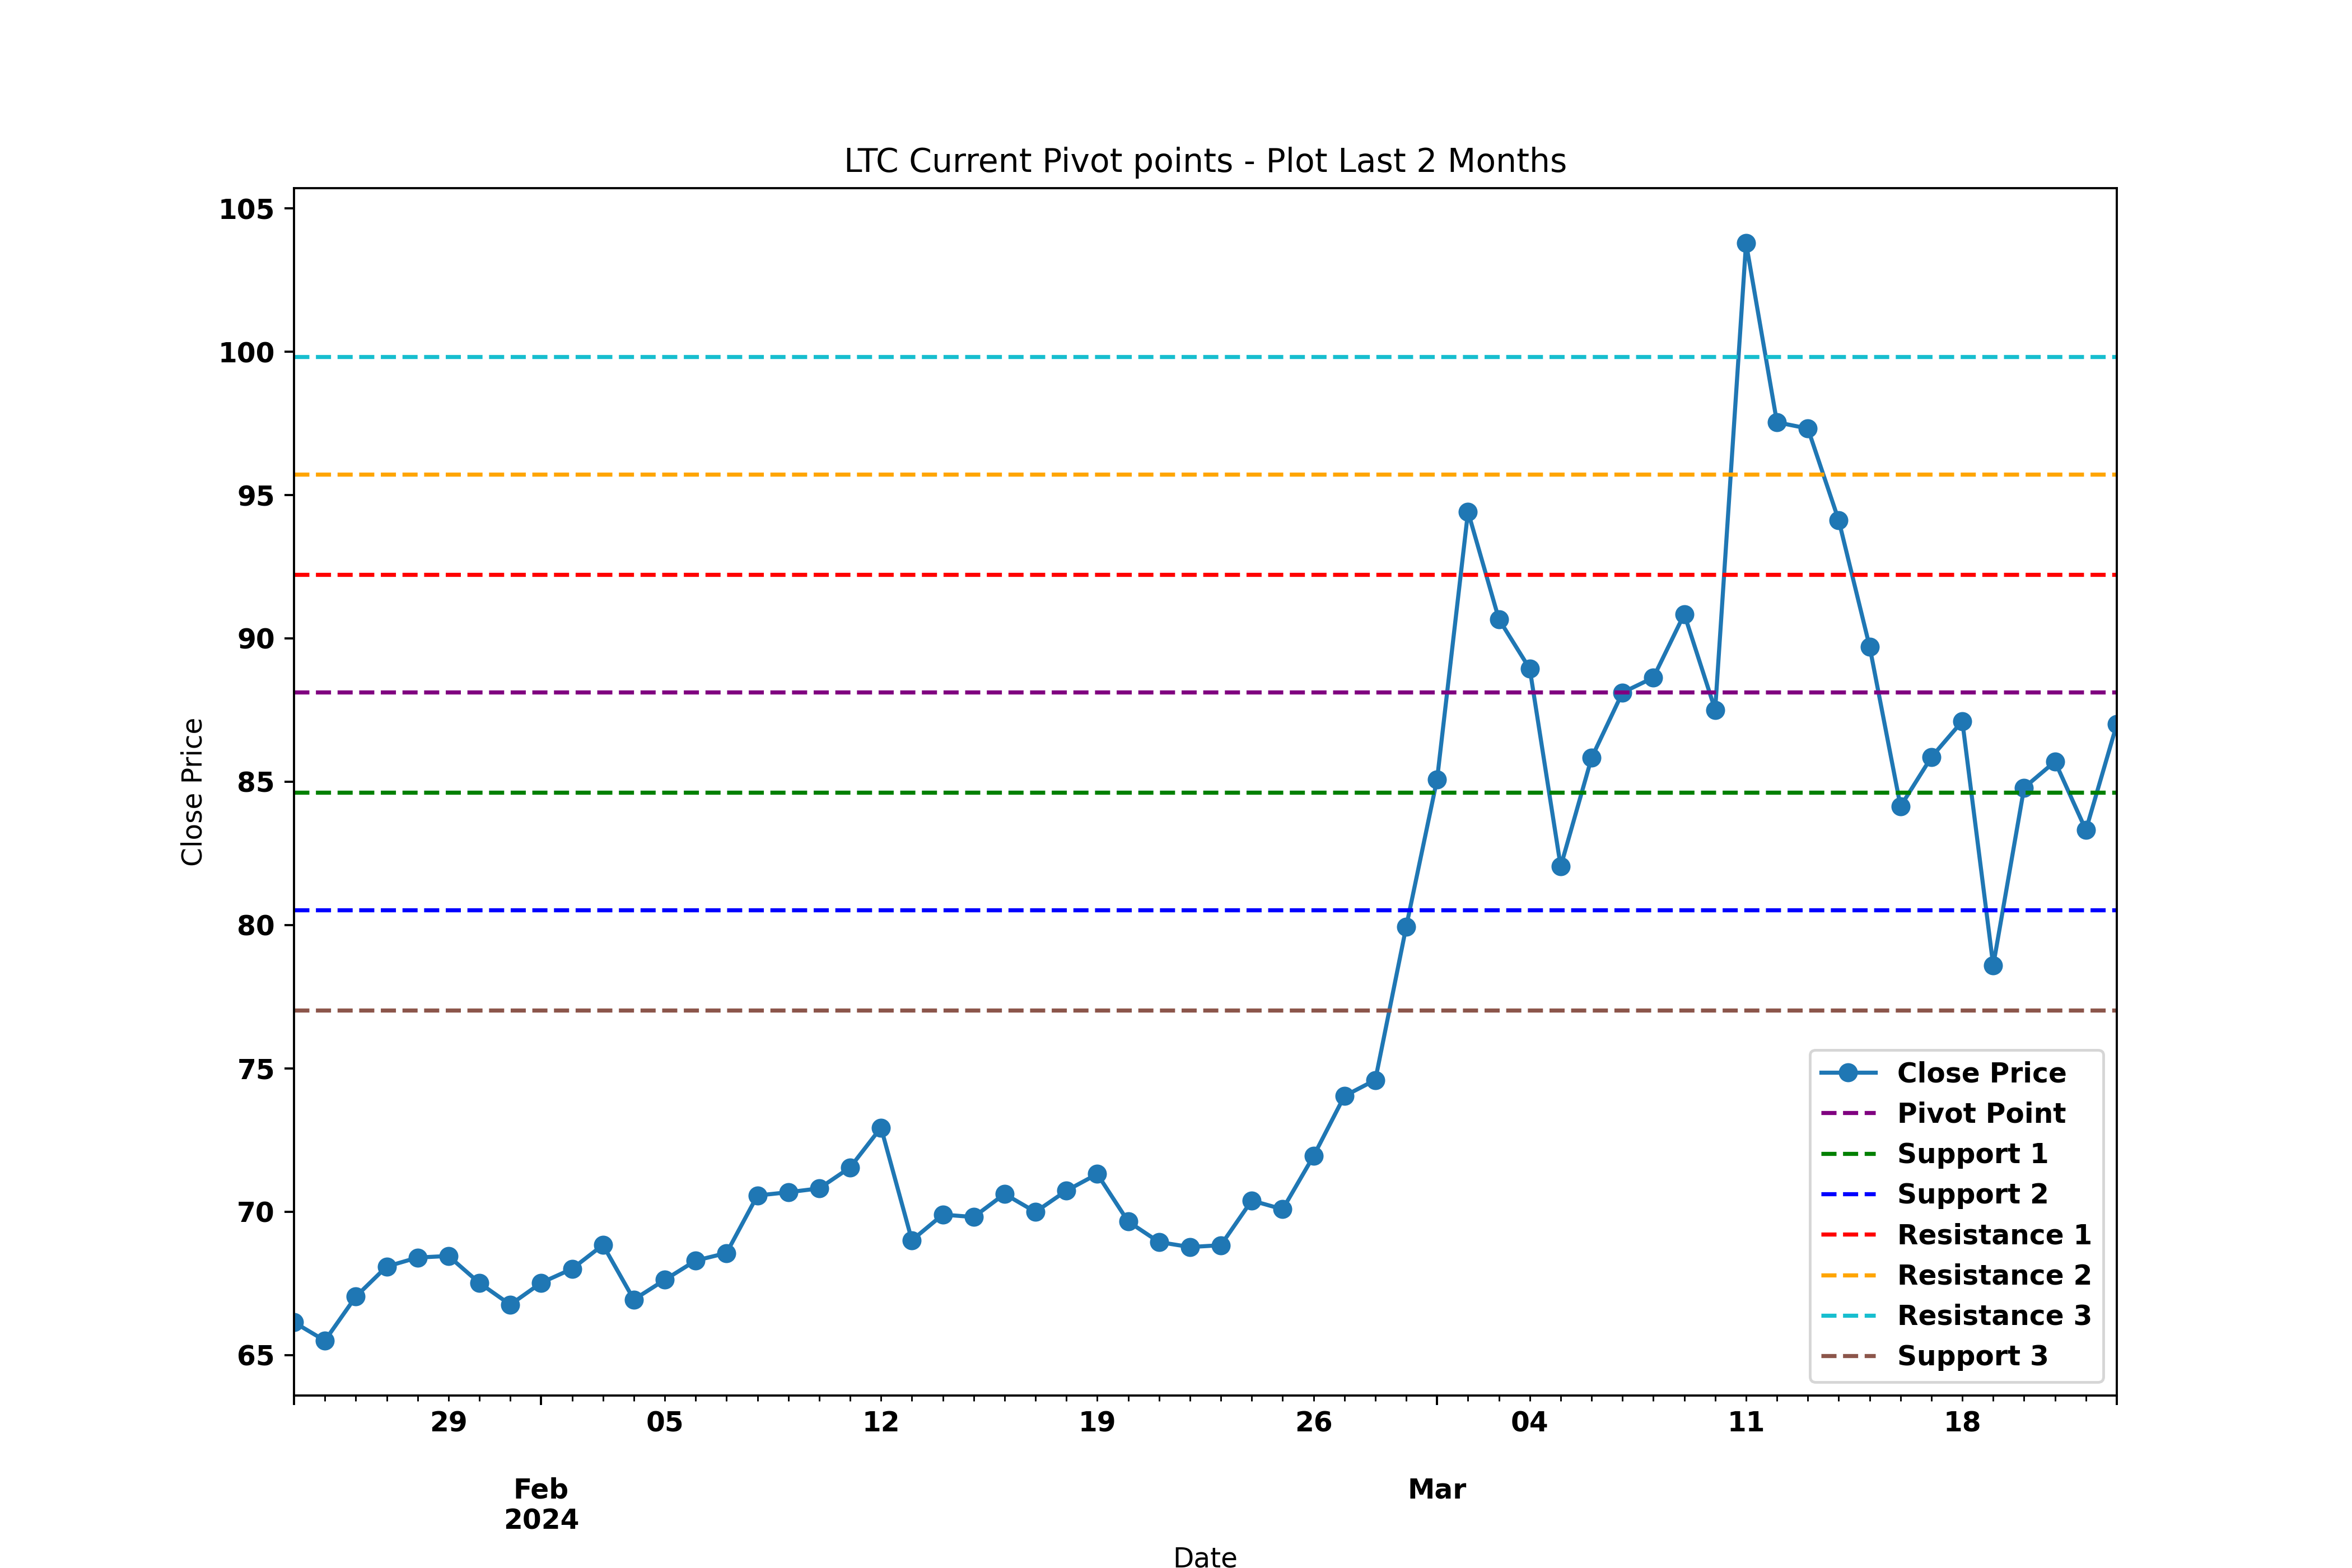 LTC Current Pivot points - Plot Last 2 Months
105
100
95
90
85
80
75
70
65
Close Price
Close Price
Pivot Point
Support 1
Support 2
Resistance 1
Resistance 2
Resistance 3
Support 3
29 05 12 19 26 04 11 18
Feb Mar
2024
Date